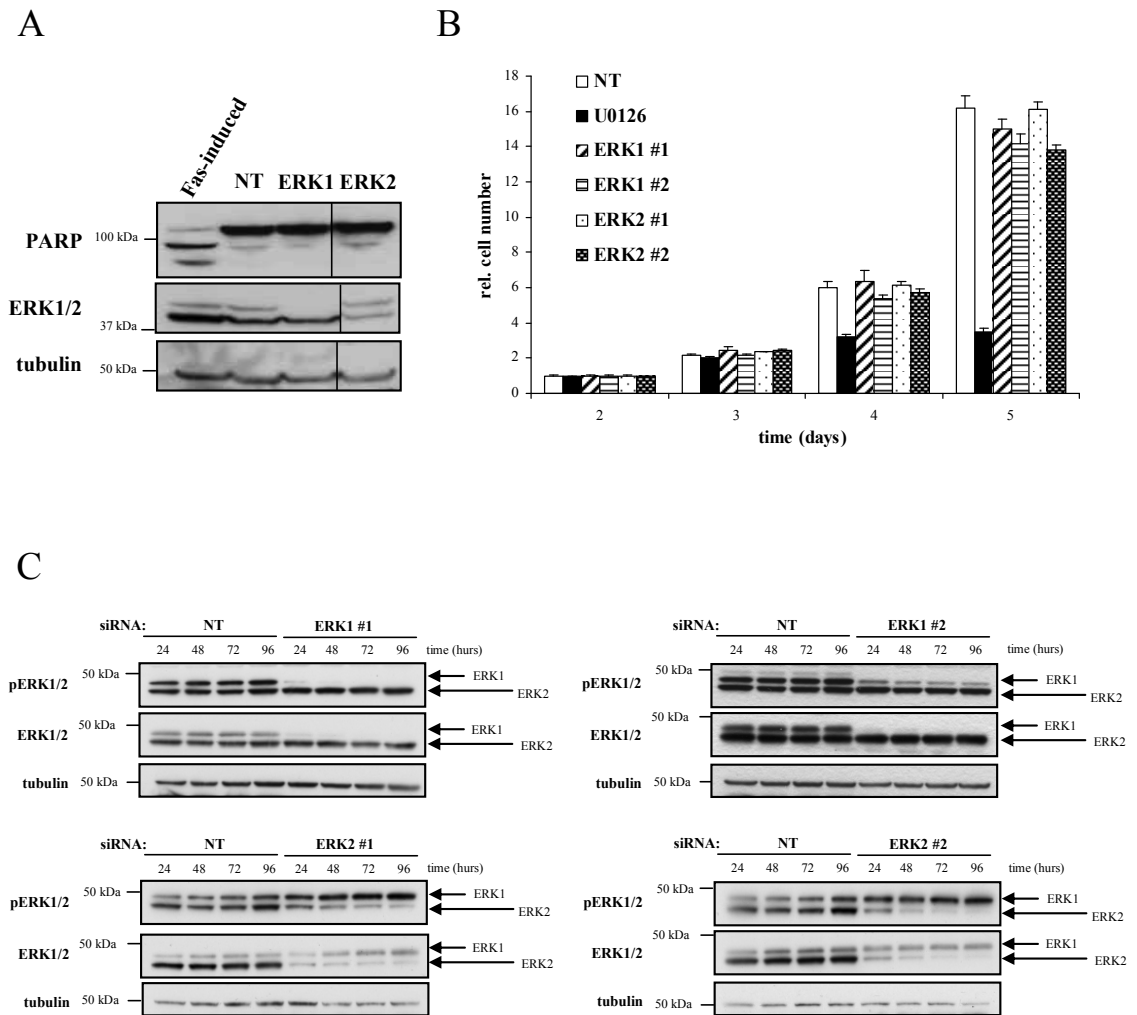 A
Fas-induced
NT ERK1 ERK2
PARP
100 kDa
ERK1/2
37 kDa
tubulin
50 kDa
B
rel. cell number
18
16
14
12
10
8
6
4
2
0
NT
U0126
ERK1 #1
ERK1 #2
ERK2 #1
ERK2 #2
2 3 4 5
time (days)
C
siRNA: NT ERK1 #1
24 48 72 96 24 48 72 96 time (hurs)
50 kDa
pERK1/2
ERK1
ERK2
ERK1/2
ERK1
ERK2
tubulin
50 kDa
siRNA: NT ERK1 #2
24 48 72 96 24 48 72 96 time (hurs)
50 kDa
pERK1/2
ERK1
ERK2
50 kDa
ERK1/2
ERK1
ERK2
tubulin
50 kDa
siRNA: NT ERK2 #1
24 48 72 96 24 48 72 96 time (hurs)
50 kDa
pERK1/2
ERK1
ERK2
50 kDa
ERK1/2
ERK1
ERK2
tubulin
50 kDa
siRNA: NT ERK2 #2
24 48 72 96 24 48 72 96 time (hurs)
50 kDa
pERK1/2
ERK1
ERK2
50 kDa
ERK1/2
ERK1
ERK2
tubulin
50 kDa